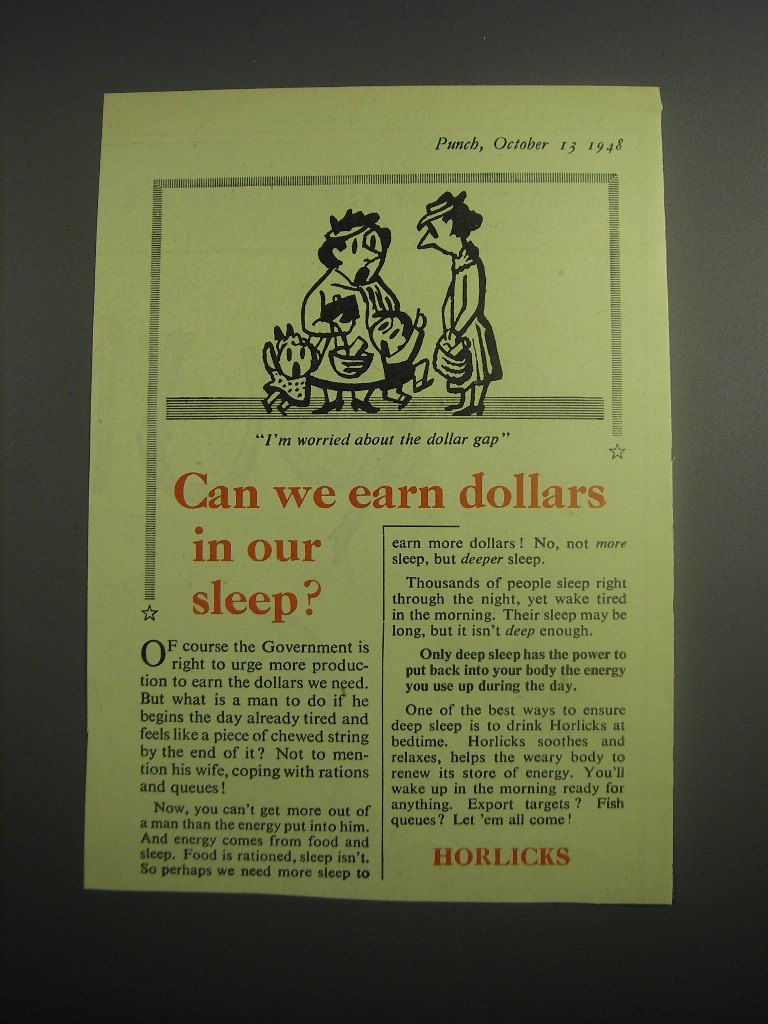 Punch, October 13 1948
"I'm worried about the dollar gap"
Can we earn dollars
in our
sleep?
OF course the Government is
right to urge more produc-
tion to earn the dollars we need.
But what is a man to do if he
begins the day already tired and
feels like a piece of chewed string
by the end of it? Not to men-
tion his wife, coping with rations
and queues!
Now, you can't get more out of
a man than the energy put into him.
And energy comes from food and
sleep. Food is rationed, sleep isn't.
So perhaps we need more sleep to
earn more dollars! No, not more
sleep, but deeper sleep.
Thousands of people sleep right
through the night, yet wake tired
in the morning. Their sleep may be
long, but it isn't deep enough.
Only deep sleep has the power to
put back into your body the energy
you use up during the day.
One of the best ways to ensure
deep sleep is to drink Horlicks at
bedtime. Horlicks soothes and
relaxes, helps the weary body to
renew its store of energy. You'll
wake up in the morning ready for
anything. Export targets? Fish
queues? Let 'em all come!
HORLICKS